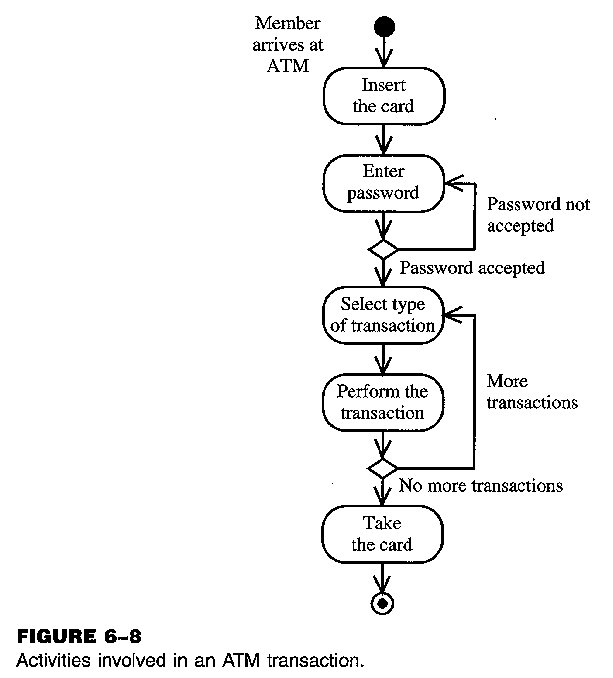 Member
arrives at
ATM
Insert
the card
Enter
password
Password not
accepted
Password accepted
Select type
of transaction
More
transactions
Perform the
transaction
No more transactions
Take
the card
FIGURE 6–8
Activities involved in an ATM transaction.